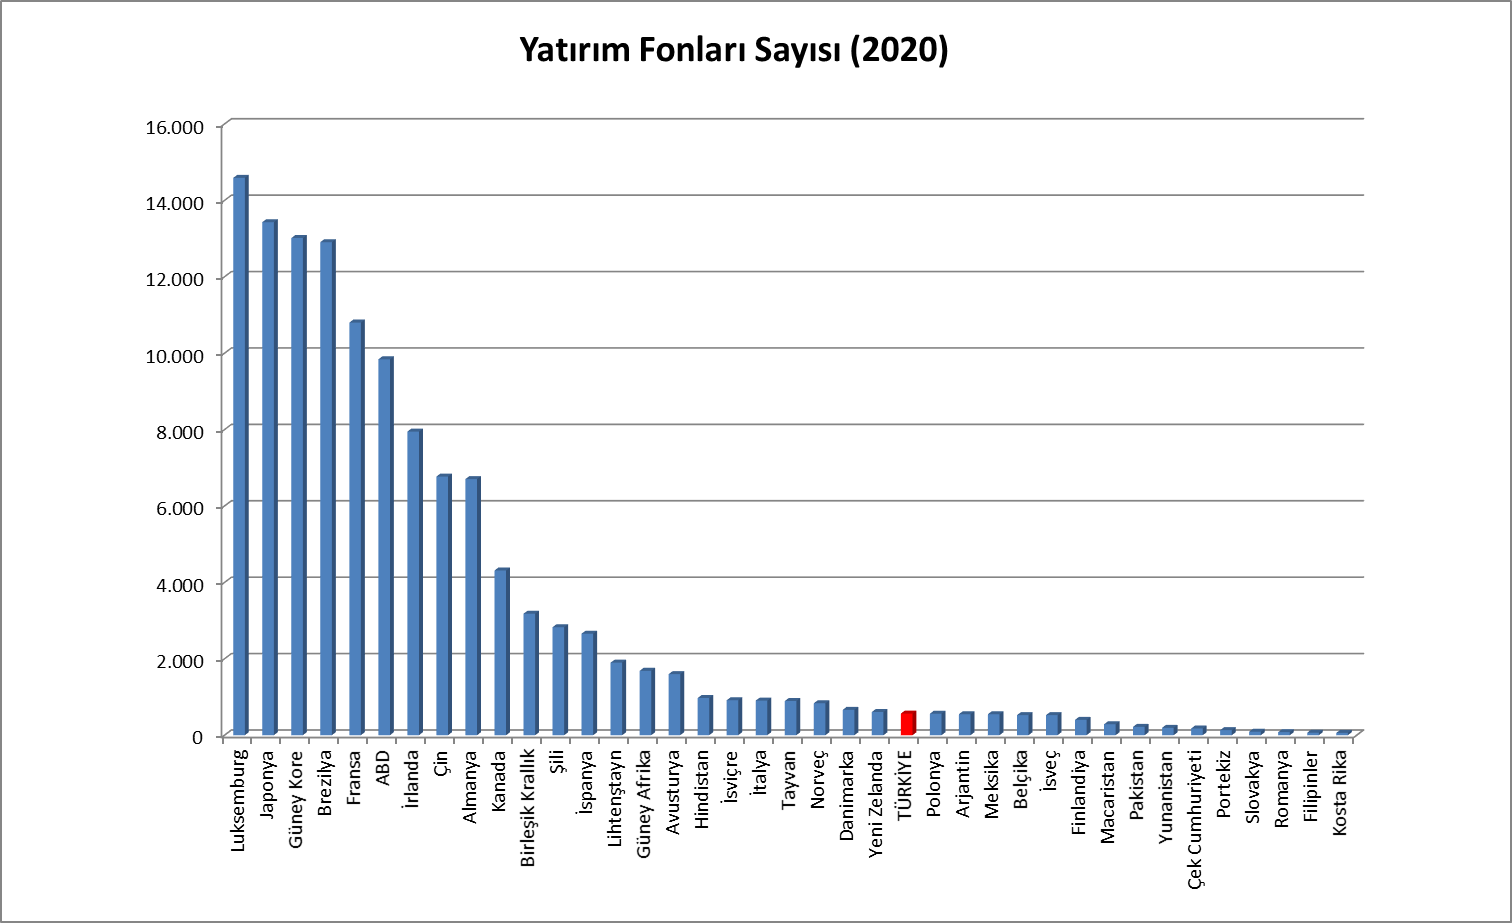 Yatırım Fonları Sayısı (2020)
16.000
14.000
12.000
10.000
8.000
6.000
4.000
2.000
0
Luksemburg
Japonya
Güney Kore
Brezilya
Fransa
ABD
İrlanda
Çin
Almanya
Kanada
Birleşik Krallık
Şili
İspanya
Lihtenştayn
Güney Afrika
Avusturya
Hindistan
İsviçre
İtalya
Tayvan
Norveç
Danimarka
Yeni Zelanda
TÜRKİYE
Polonya
Arjantin
Meksika
Belçika
İsveç
Finlandiya
Macaristan
Pakistan
Yunanistan
Çek Cumhuriyeti
Portekiz
Slovakya
Romanya
Filipinler
Kosta Rika